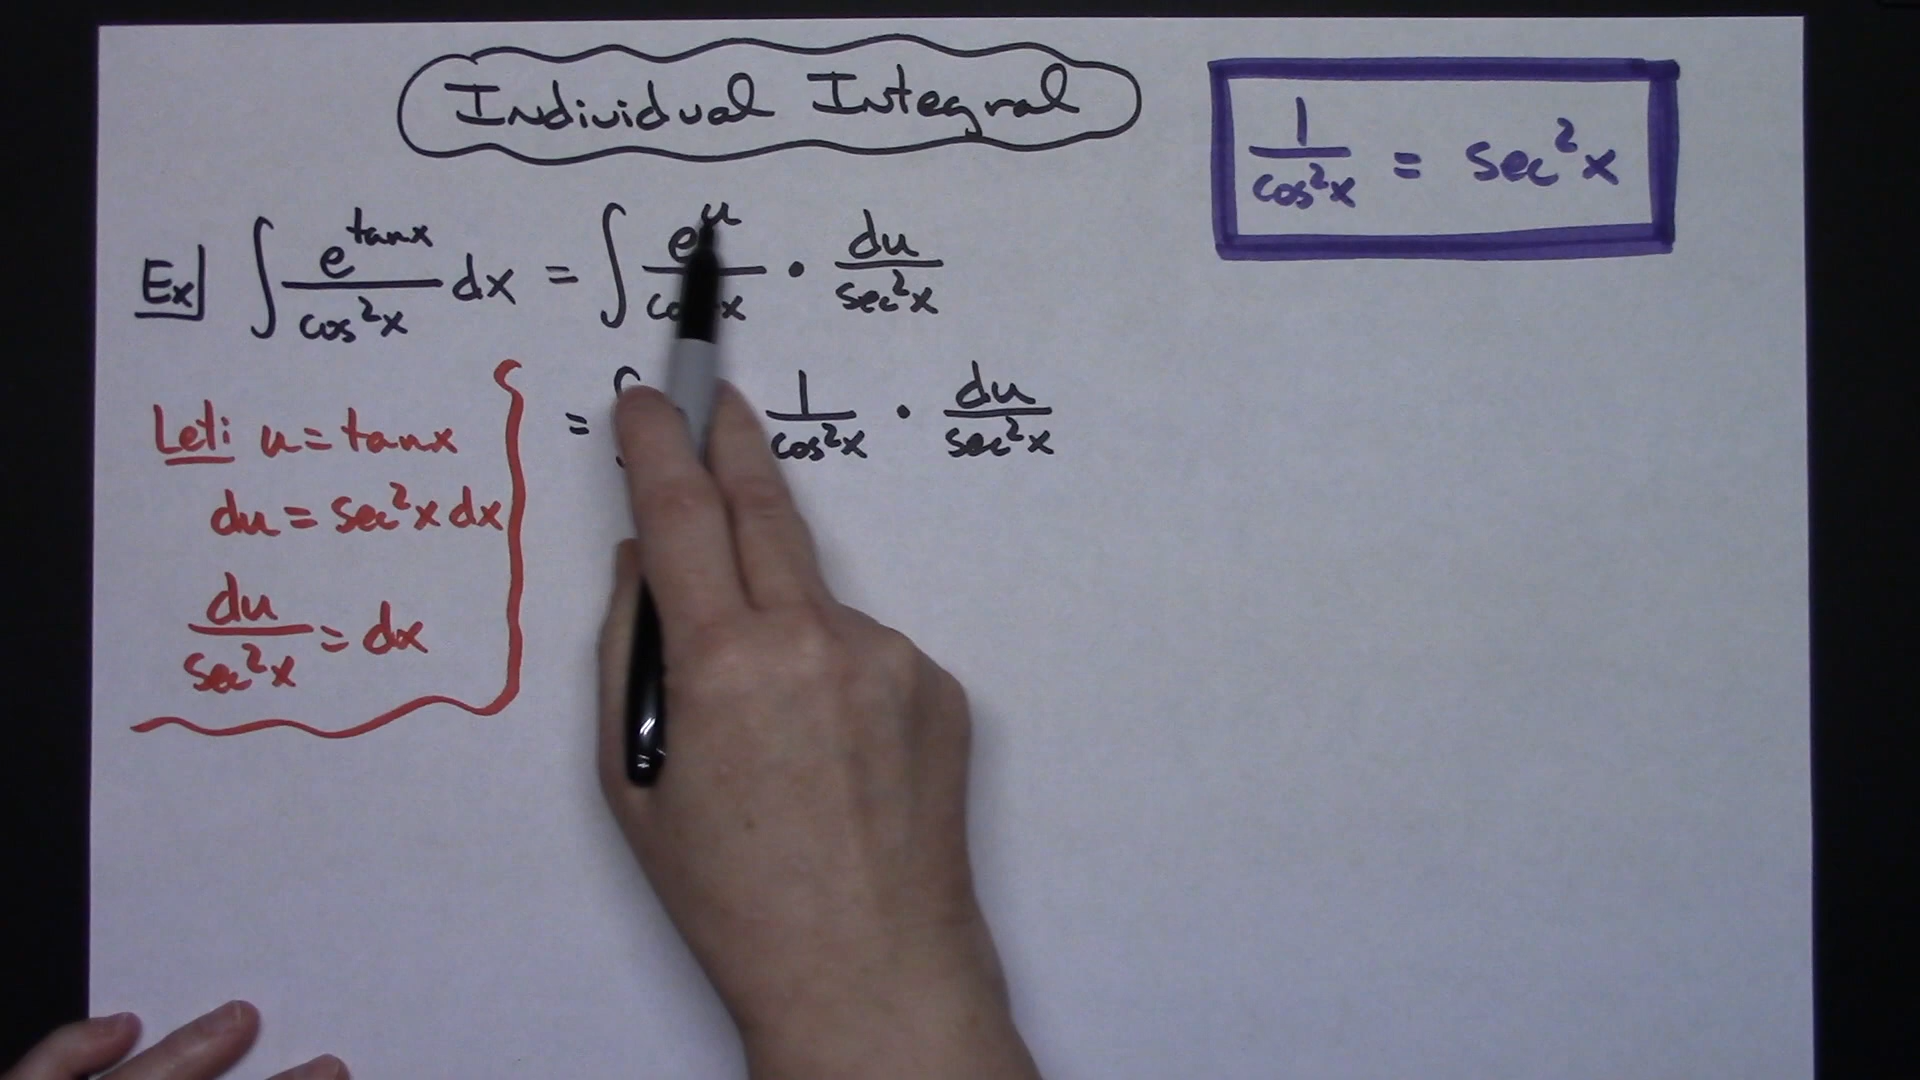 Individual Integral
1/cos²x = sec²x
Ex] ∫ e^tanx/cos²x dx = ∫ e^u/cos²x · du/sec²x
= ∫ 1/cos²x · du/sec²x
Let: u = tanx
du = sec²x dx
du/sec²x = dx